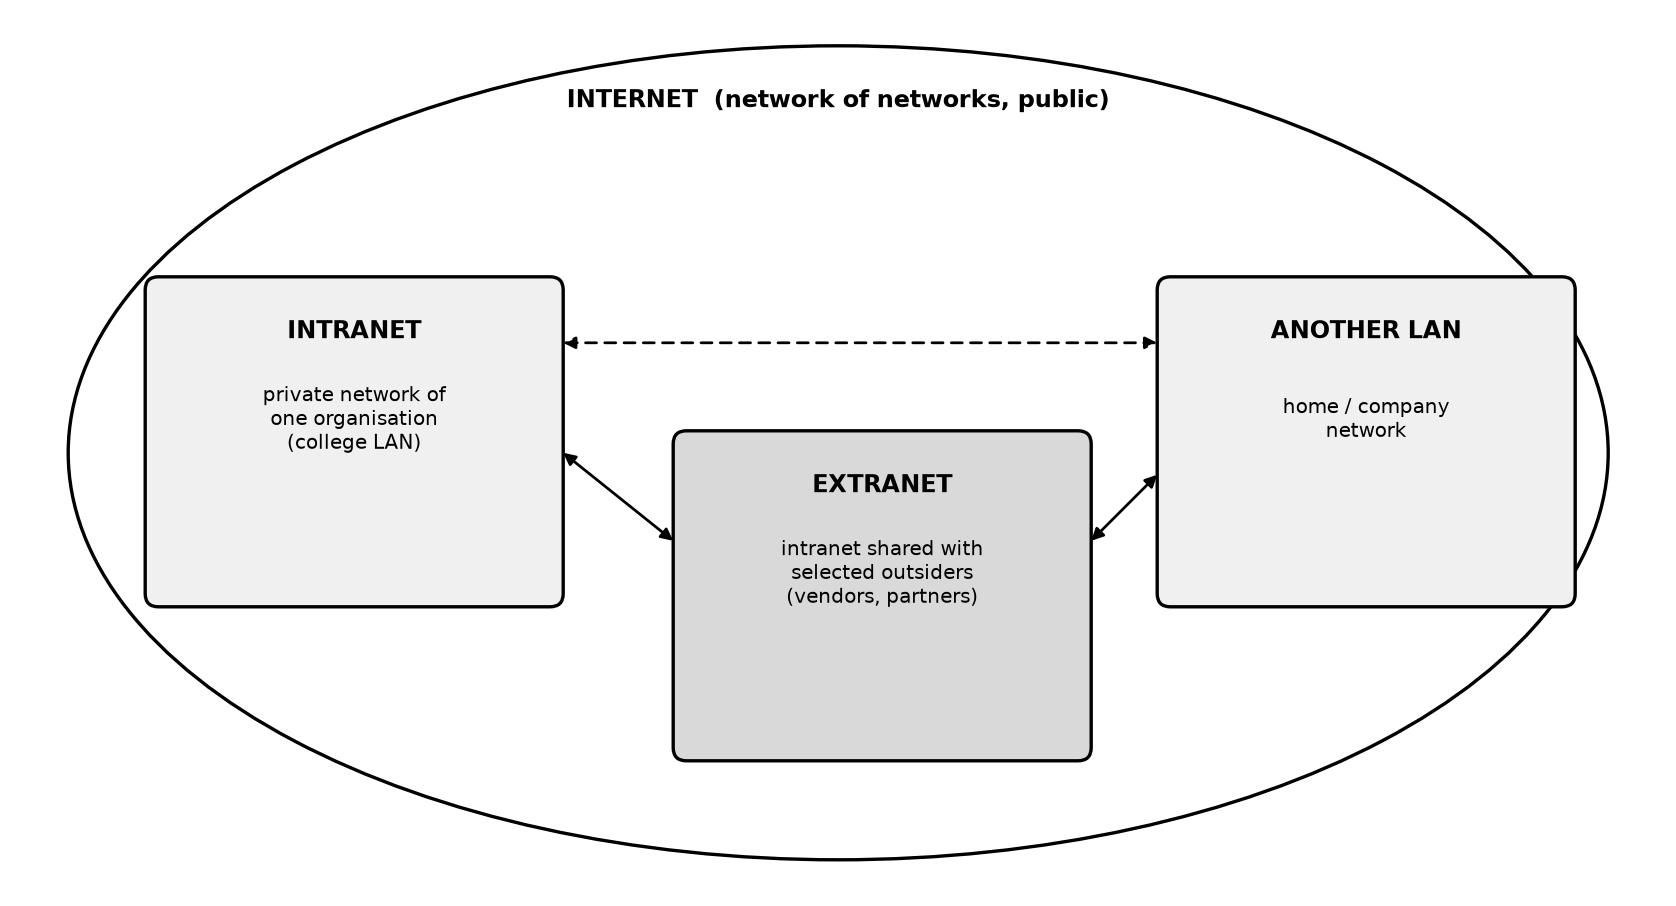 INTERNET  (network of networks, public)
INTRANET
private network of
one organisation
(college LAN)
ANOTHER LAN
home / company
network
EXTRANET
intranet shared with
selected outsiders
(vendors, partners)